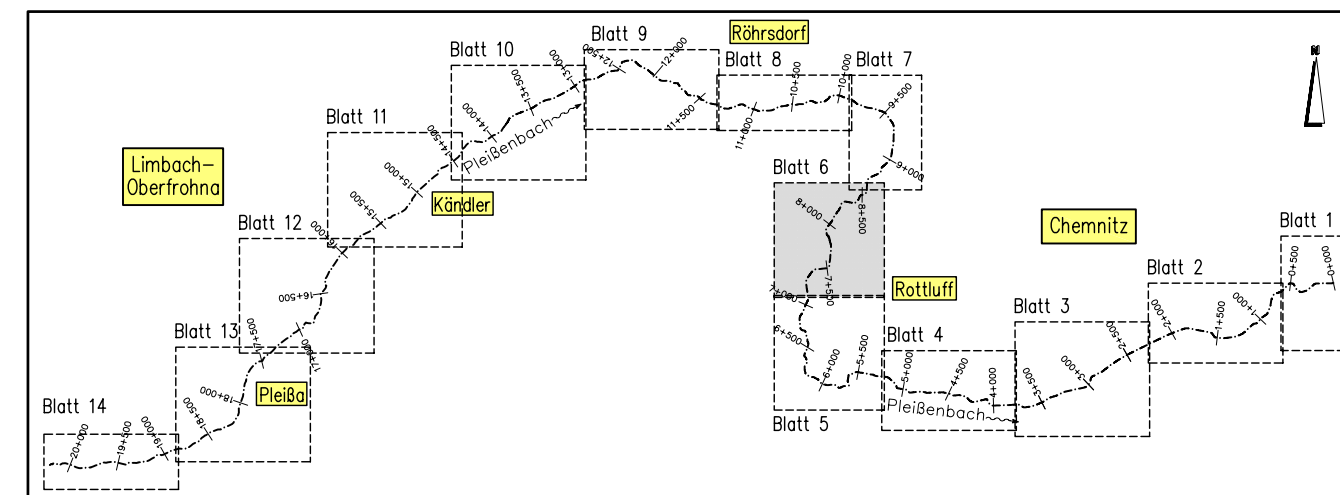 N
Blatt 1
0+000
0+500
1+000
Blatt 2
1+500
2+000
Chemnitz
Blatt 3
2+500
3+000
3+500
Blatt 4
4+000
4+500
5+000
Pleißenbach
Rottluff
Blatt 5
5+500
6+000
6+500
7+000
Blatt 6
7+500
8+000
8+500
Blatt 7
9+000
9+500
Röhrsdorf
Blatt 8
10+000
10+500
11+000
Blatt 9
11+500
12+000
12+500
Blatt 10
13+000
13+500
14+000
Pleißenbach
Blatt 11
14+500
15+000
15+500
Kändler
Limbach-
Oberfrohna
Blatt 12
16+000
16+500
17+000
Blatt 13
17+500
18+000
18+500
Pleißa
Blatt 14
19+000
19+500
20+000